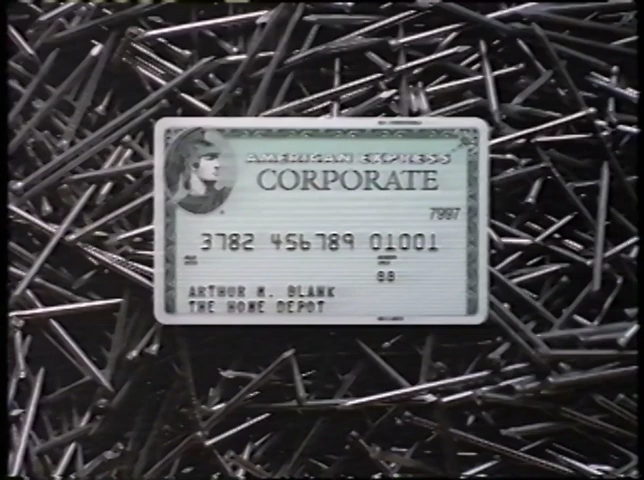 AMERICAN EXPRESS
CORPORATE
7997
3782 456789 01001
88
ARTHUR M. BLANK
THE HOME DEPOT